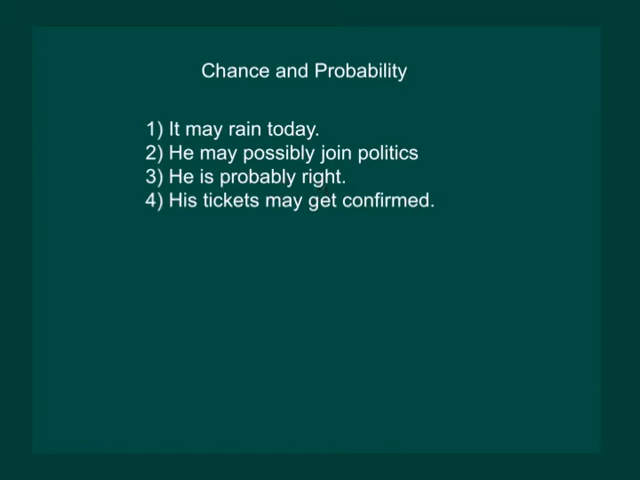 Chance and Probability
1) It may rain today.
2) He may possibly join politics
3) He is probably right.
4) His tickets may get confirmed.